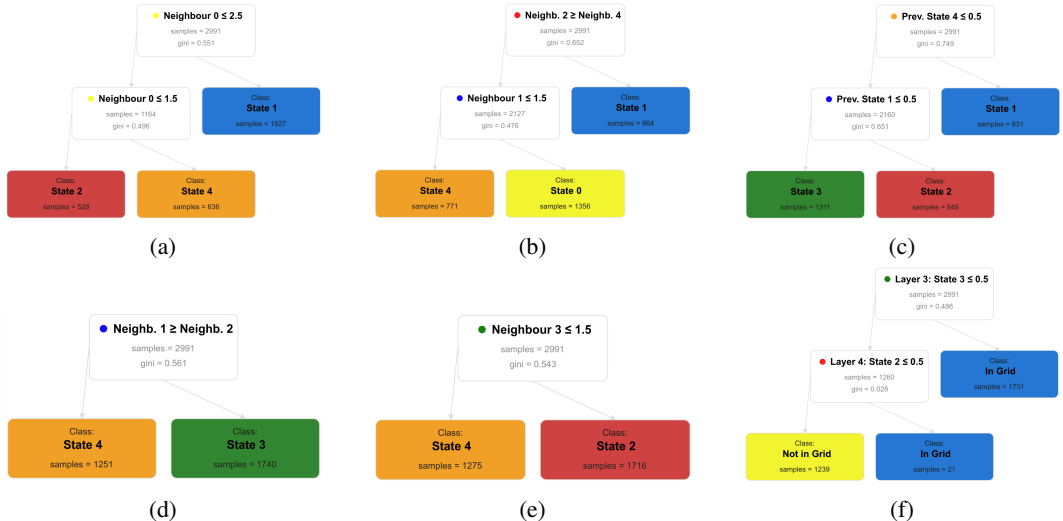 Neighbour 0 ≤ 2.5
samples = 2991
gini = 0.551
Neighbour 0 ≤ 1.5
samples = 1164
gini = 0.496
Class:
State 1
samples = 1827
Class:
State 2
samples = 528
Class:
State 4
samples = 636
(a)
Neighb. 2 ≥ Neighb. 4
samples = 2991
gini = 0.652
Neighbour 1 ≤ 1.5
samples = 2127
gini = 0.476
Class:
State 1
samples = 864
Class:
State 4
samples = 771
Class:
State 0
samples = 1356
(b)
Prev. State 4 ≤ 0.5
samples = 2991
gini = 0.749
Prev. State 1 ≤ 0.5
samples = 2160
gini = 0.651
Class:
State 1
samples = 831
Class:
State 3
samples = 1311
Class:
State 2
samples = 849
(c)
Neighb. 1 ≥ Neighb. 2
samples = 2991
gini = 0.561
Class:
State 4
samples = 1251
Class:
State 3
samples = 1740
(d)
Neighbour 3 ≤ 1.5
samples = 2991
gini = 0.543
Class:
State 4
samples = 1275
Class:
State 2
samples = 1716
(e)
Layer 3: State 3 ≤ 0.5
samples = 2991
gini = 0.486
Layer 4: State 2 ≤ 0.5
samples = 1260
gini = 0.028
Class:
In Grid
samples = 1731
Class:
Not in Grid
samples = 1239
Class:
In Grid
samples = 21
(f)